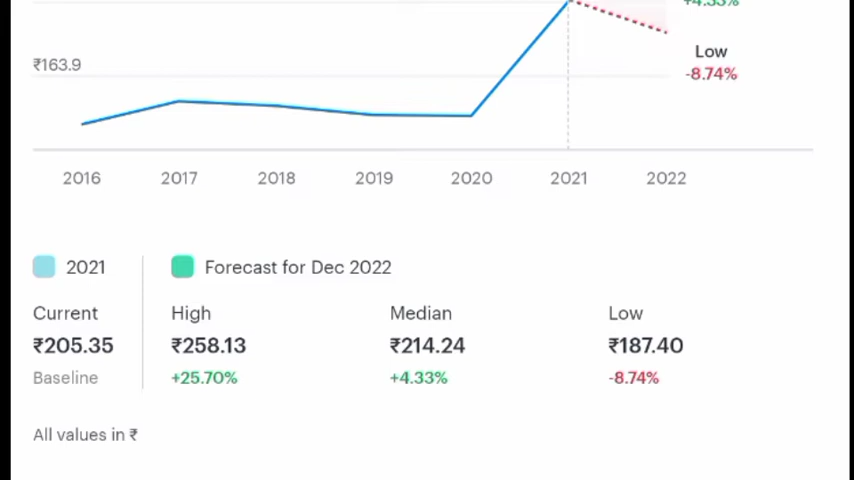 +4.33%
Low
₹163.9
-8.74%
2016 2017 2018 2019 2020 2021 2022
2021 Forecast for Dec 2022
Current High Median Low
₹205.35 ₹258.13 ₹214.24 ₹187.40
Baseline +25.70% +4.33% -8.74%
All values in ₹